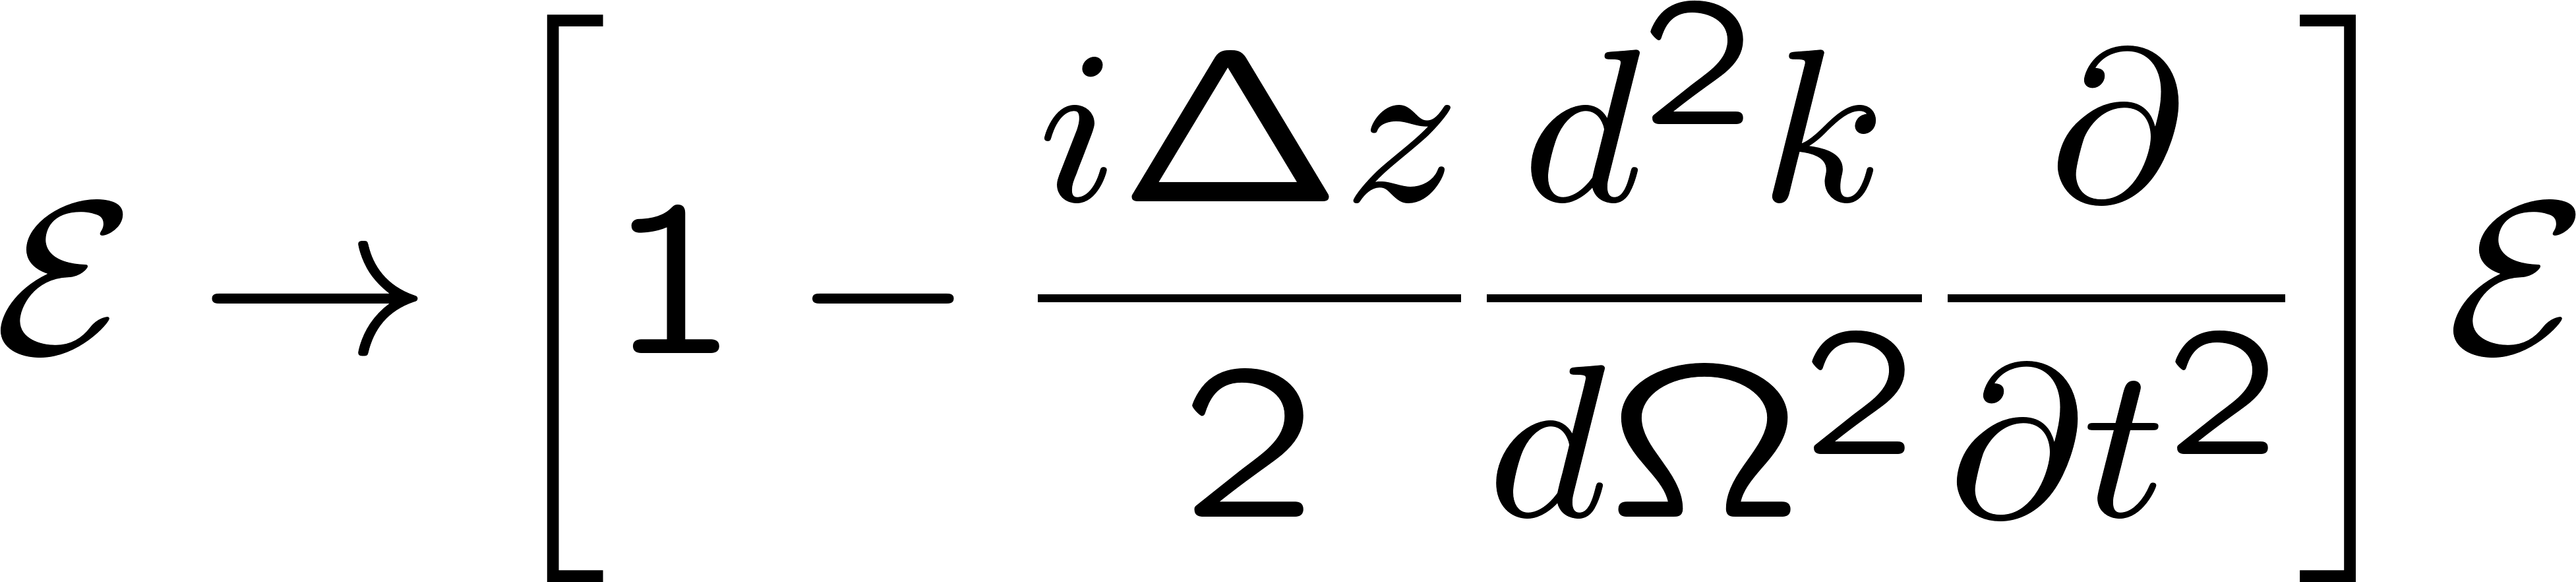 ℰ → [1 − (iΔz/2) (d²k/dΩ²) (∂/∂t²)] ℰ